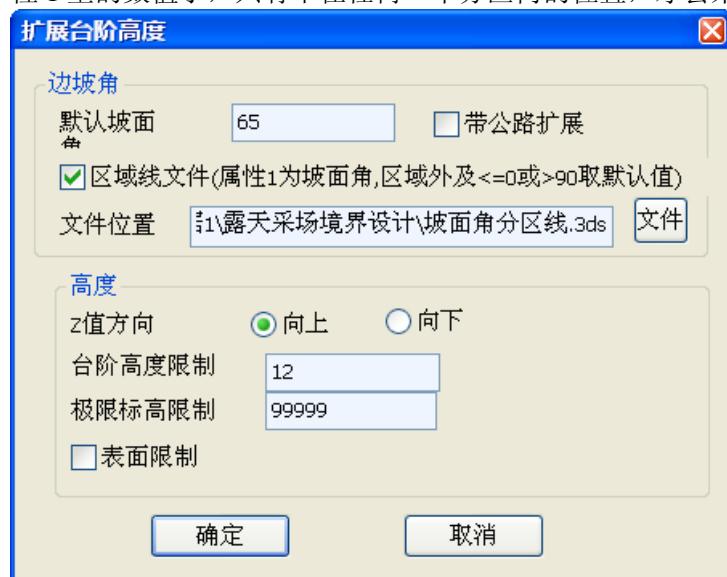 扩展台阶高度
边坡角
默认坡面角
65
带公路扩展
区域线文件(属性1为坡面角,区域外及<=0或>90取默认值)
文件位置
1\露天采场境界设计\坡面角分区线.3ds
文件
高度
z值方向
向上
向下
台阶高度限制
12
极限标高限制
99999
表面限制
确定
取消